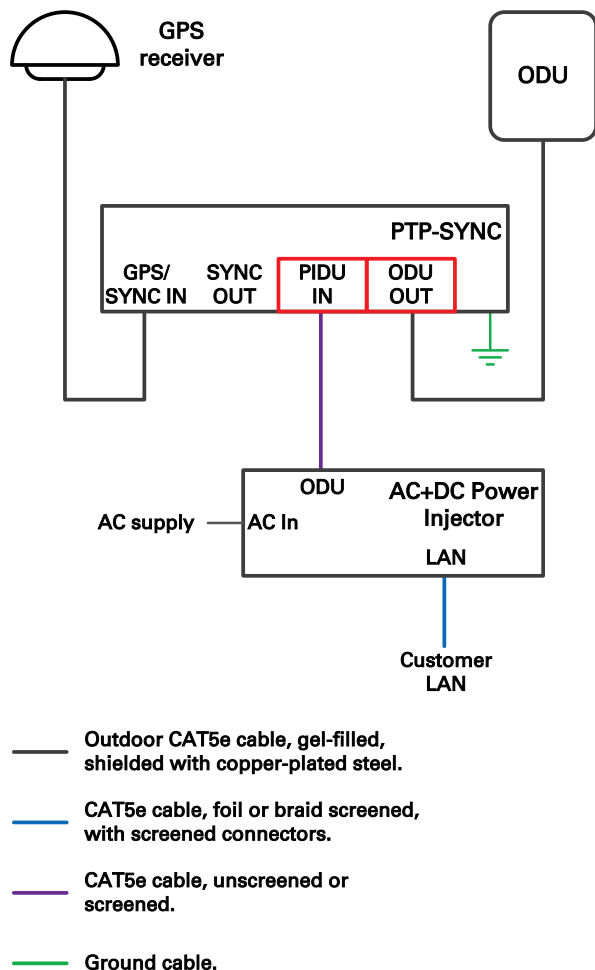 GPS
receiver
ODU
PTP-SYNC
GPS/
SYNC IN
SYNC
OUT
PIDU
IN
ODU
OUT
ODU
AC+DC Power
Injector
AC supply
AC In
LAN
Customer
LAN
Outdoor CAT5e cable, gel-filled,
shielded with copper-plated steel.
CAT5e cable, foil or braid screened,
with screened connectors.
CAT5e cable, unscreened or
screened.
Ground cable.